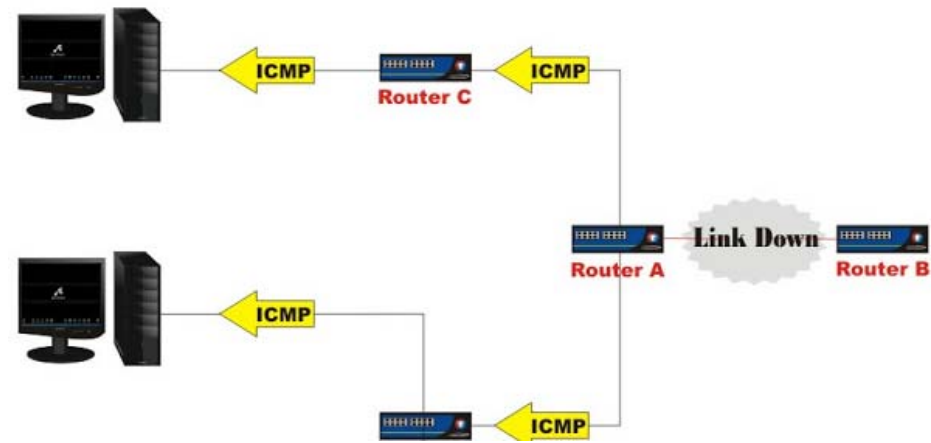 ICMP
ICMP
Router C
Link Down
Router A
Router B
ICMP
ICMP